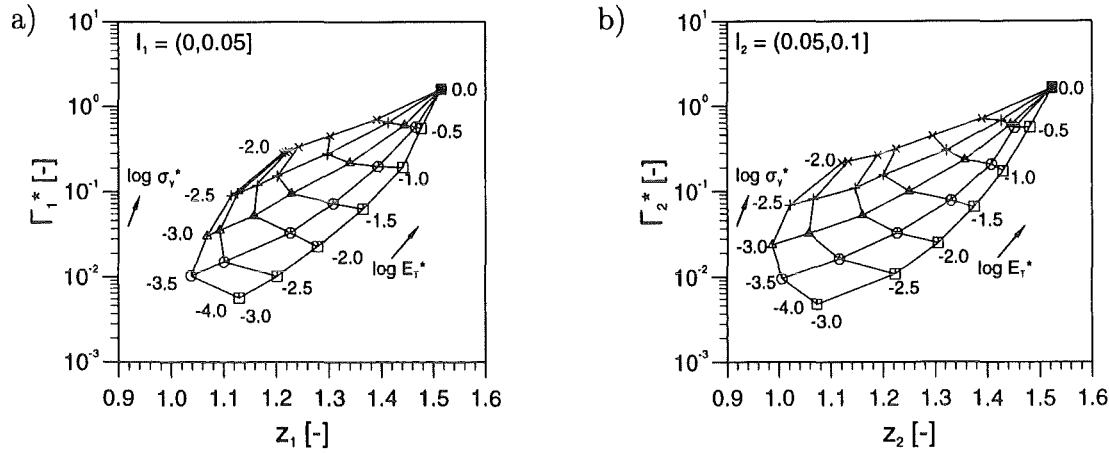 a)
I₁ = (0,0.05]
Γ₁* [-]
10¹
10⁰
10⁻¹
10⁻²
10⁻³
0.0
-0.5
-1.0
-1.5
-2.0
-2.5
-3.0
-2.0
-2.5
-3.0
-3.5
-4.0
log σᵧ*
log E_T*
0.9 1.0 1.1 1.2 1.3 1.4 1.5 1.6
z₁ [-]
b)
I₂ = (0.05,0.1]
Γ₂* [-]
10¹
10⁰
10⁻¹
10⁻²
10⁻³
0.0
-0.5
-1.0
-1.5
-2.0
-2.5
-3.0
-2.0
-2.5
-3.0
-3.5
-4.0
log σᵧ*
log E_T*
0.9 1.0 1.1 1.2 1.3 1.4 1.5 1.6
z₂ [-]